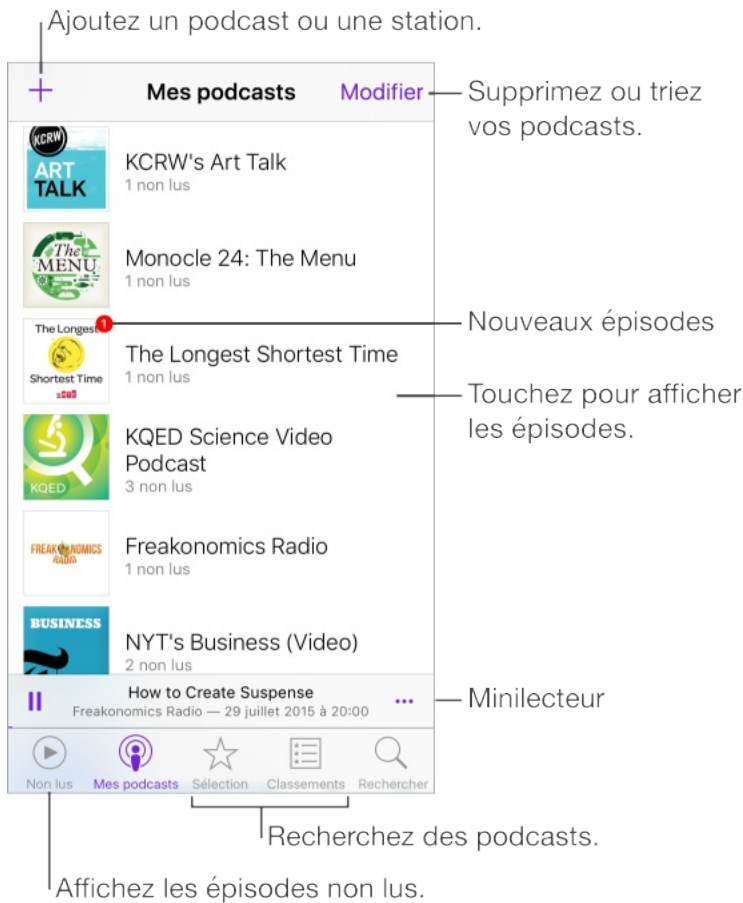 Ajoutez un podcast ou une station.
Mes podcasts
Modifier
Supprimez ou triez
vos podcasts.
KCRW
ART
TALK
KCRW's Art Talk
1 non lus
The
MENU
Monocle 24: The Menu
1 non lus
Nouveaux épisodes
The Longest
1
Shortest Time
The Longest Shortest Time
1 non lus
Touchez pour afficher
les épisodes.
KQED
KQED Science Video
Podcast
3 non lus
FREAKONOMICS
RADIO
Freakonomics Radio
1 non lus
BUSINESS
NYT's Business (Video)
2 non lus
How to Create Suspense
Freakonomics Radio — 29 juillet 2015 à 20:00
Minilecteur
Non lus
Mes podcasts
Sélection
Classements
Rechercher
Recherchez des podcasts.
Affichez les épisodes non lus.